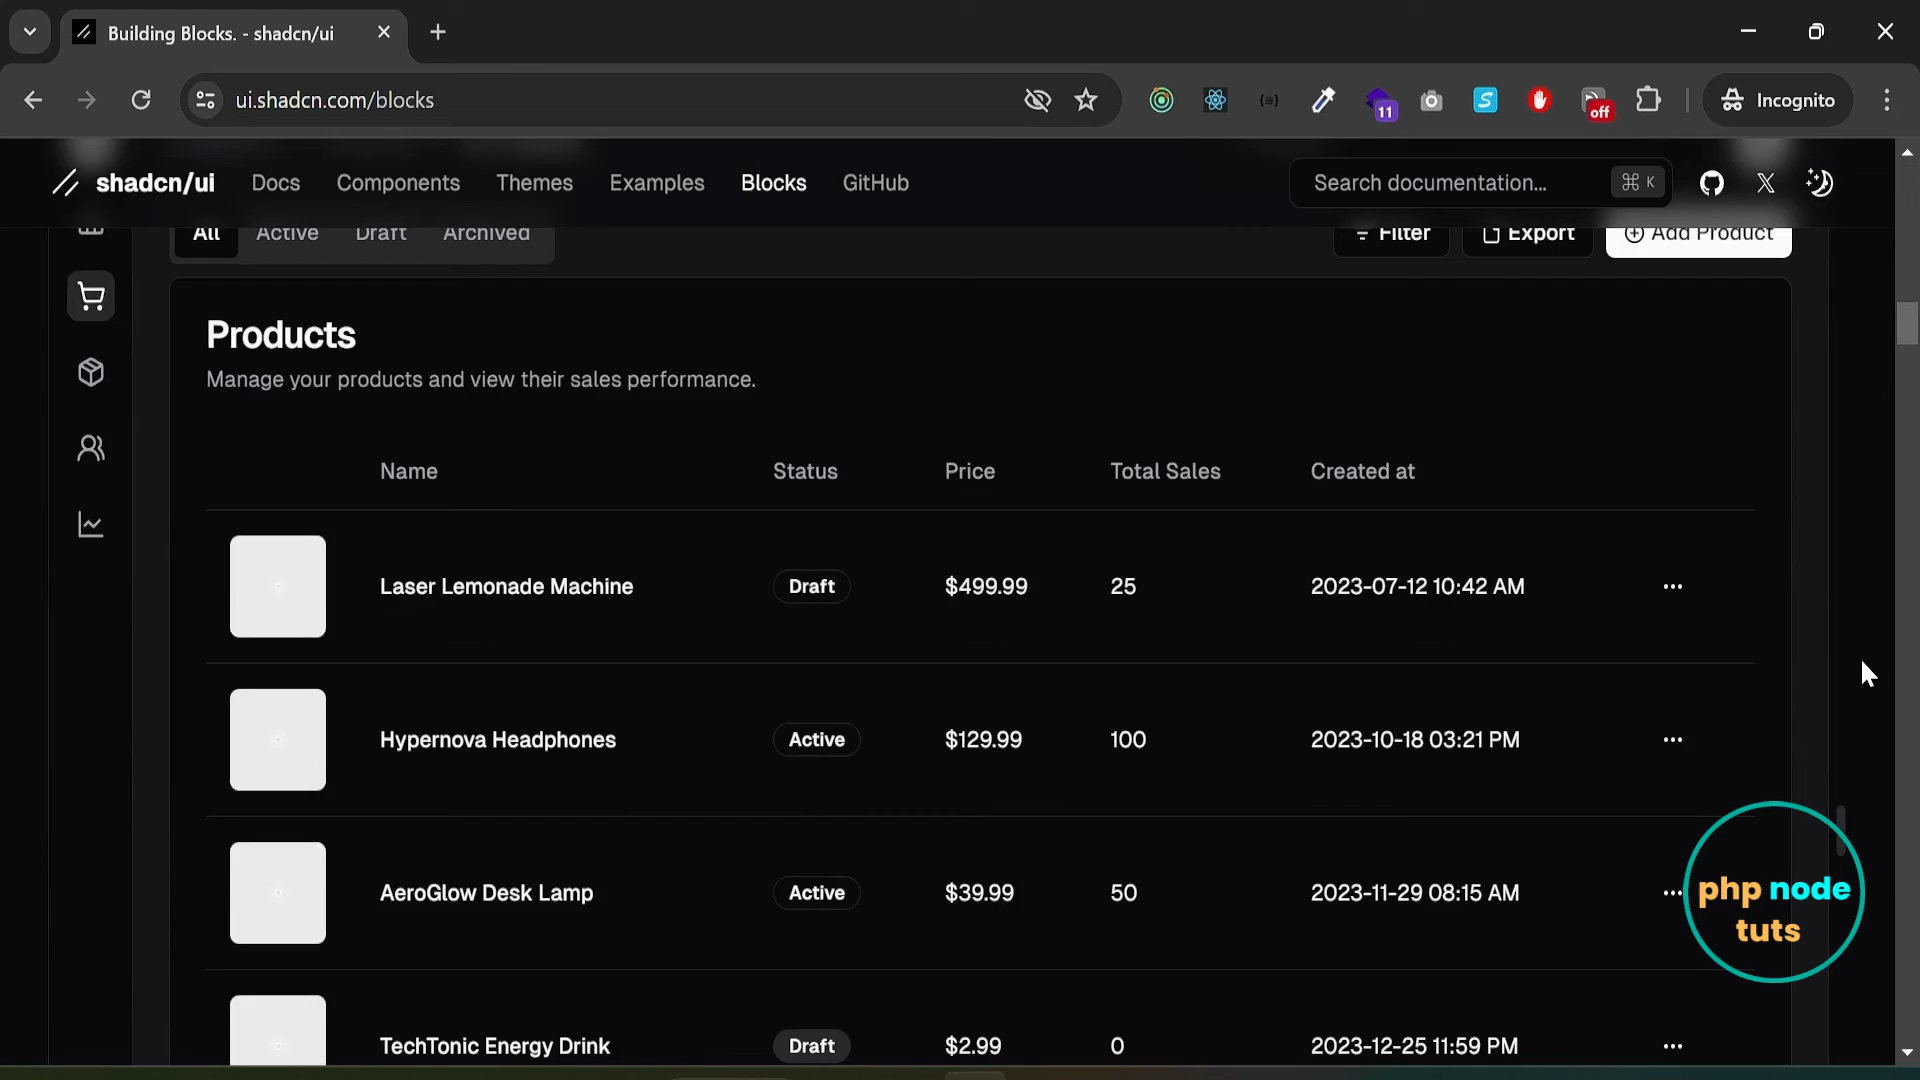 Building Blocks. - shadcn/ui
ui.shadcn.com/blocks
11
off
Incognito
shadcn/ui Docs Components Themes Examples Blocks GitHub Search documentation... ⌘ K
All Active Draft Archived Filter Export Add Product
Products
Manage your products and view their sales performance.
Name Status Price Total Sales Created at
Laser Lemonade Machine Draft $499.99 25 2023-07-12 10:42 AM
Hypernova Headphones Active $129.99 100 2023-10-18 03:21 PM
AeroGlow Desk Lamp Active $39.99 50 2023-11-29 08:15 AM
TechTonic Energy Drink Draft $2.99 0 2023-12-25 11:59 PM
php node
tuts